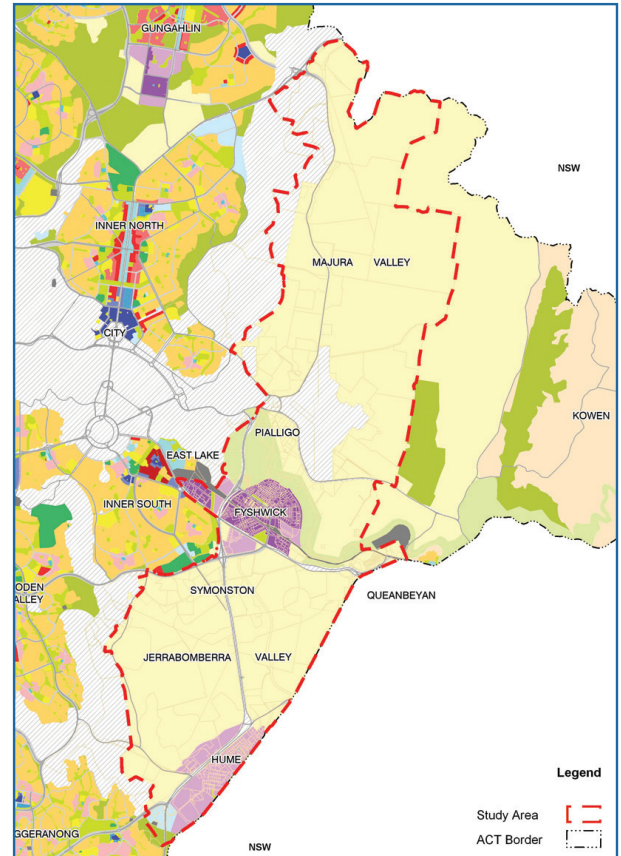 GUNGAHLIN
NSW
INNER NORTH
MAJURA VALLEY
CITY
KOWEN
PIALLIGO
EAST LAKE
INNER SOUTH
FYSHWICK
ODEN
ALLEY
SYMONSTON
QUEANBEYAN
JERRABOMBERRA VALLEY
HUME
Legend
Study Area
GGERANONG
ACT Border
NSW